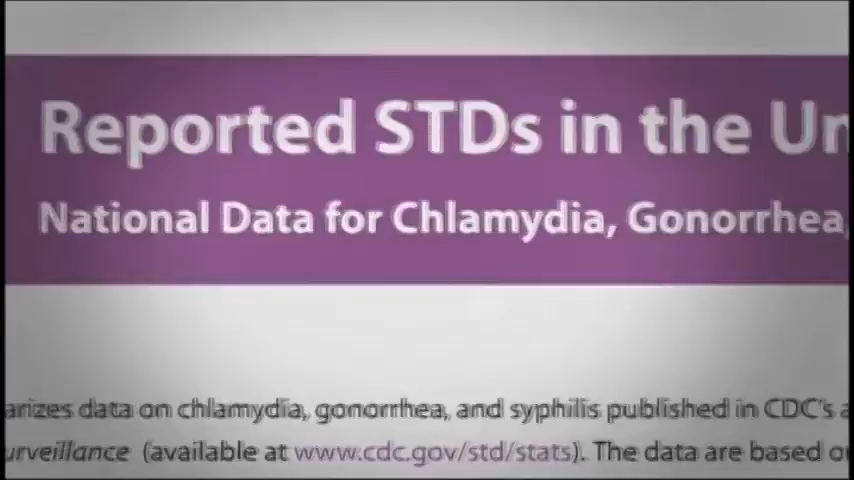 Reported STDs in the Un
National Data for Chlamydia, Gonorrhea,
arizes data on chlamydia, gonorrhea, and syphilis published in CDC's a
urveillance (available at www.cdc.gov/std/stats). The data are based o